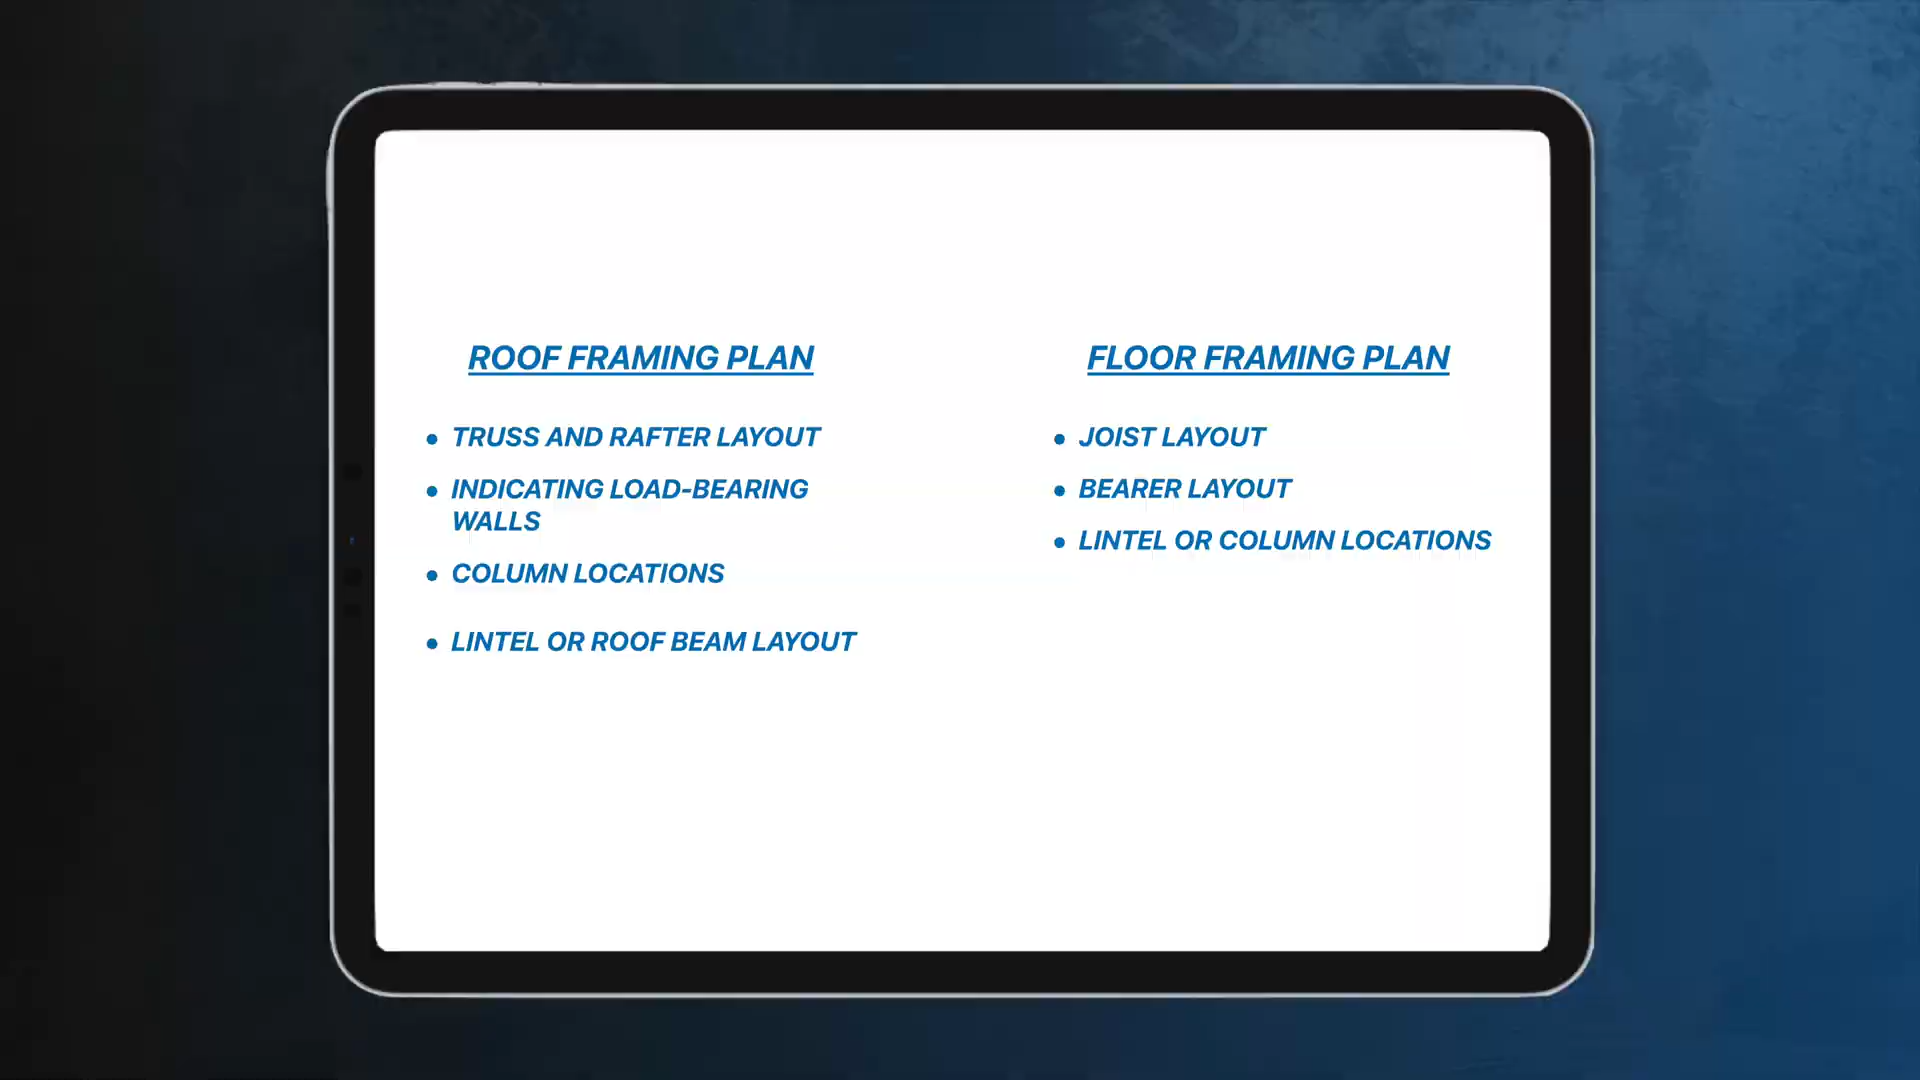 ROOF FRAMING PLAN
• TRUSS AND RAFTER LAYOUT
• INDICATING LOAD-BEARING
WALLS
• COLUMN LOCATIONS
• LINTEL OR ROOF BEAM LAYOUT
FLOOR FRAMING PLAN
• JOIST LAYOUT
• BEARER LAYOUT
• LINTEL OR COLUMN LOCATIONS